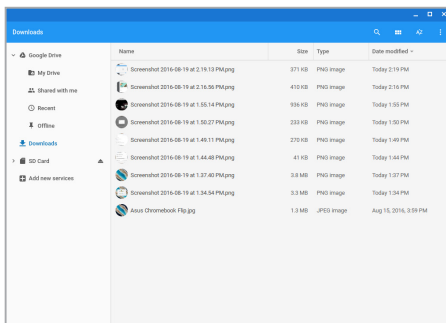 Downloads
Google Drive
My Drive
Shared with me
Recent
Offline
Downloads
SD Card
Add new services
Name Size Type Date modified
Screenshot 2016-08-19 at 2.19.13 PM.png 371 KB PNG image Today 2:19 PM
Screenshot 2016-08-19 at 2.16.56 PM.png 410 KB PNG image Today 2:16 PM
Screenshot 2016-08-19 at 1.55.14 PM.png 936 KB PNG image Today 1:55 PM
Screenshot 2016-08-19 at 1.50.27 PM.png 233 KB PNG image Today 1:50 PM
Screenshot 2016-08-19 at 1.49.11 PM.png 270 KB PNG image Today 1:49 PM
Screenshot 2016-08-19 at 1.44.48 PM.png 41 KB PNG image Today 1:44 PM
Screenshot 2016-08-19 at 1.37.40 PM.png 3.8 MB PNG image Today 1:37 PM
Screenshot 2016-08-19 at 1.34.54 PM.png 3.3 MB PNG image Today 1:34 PM
Asus Chromebook Flip.jpg 1.3 MB JPEG image Aug 15, 2016, 3:59 PM